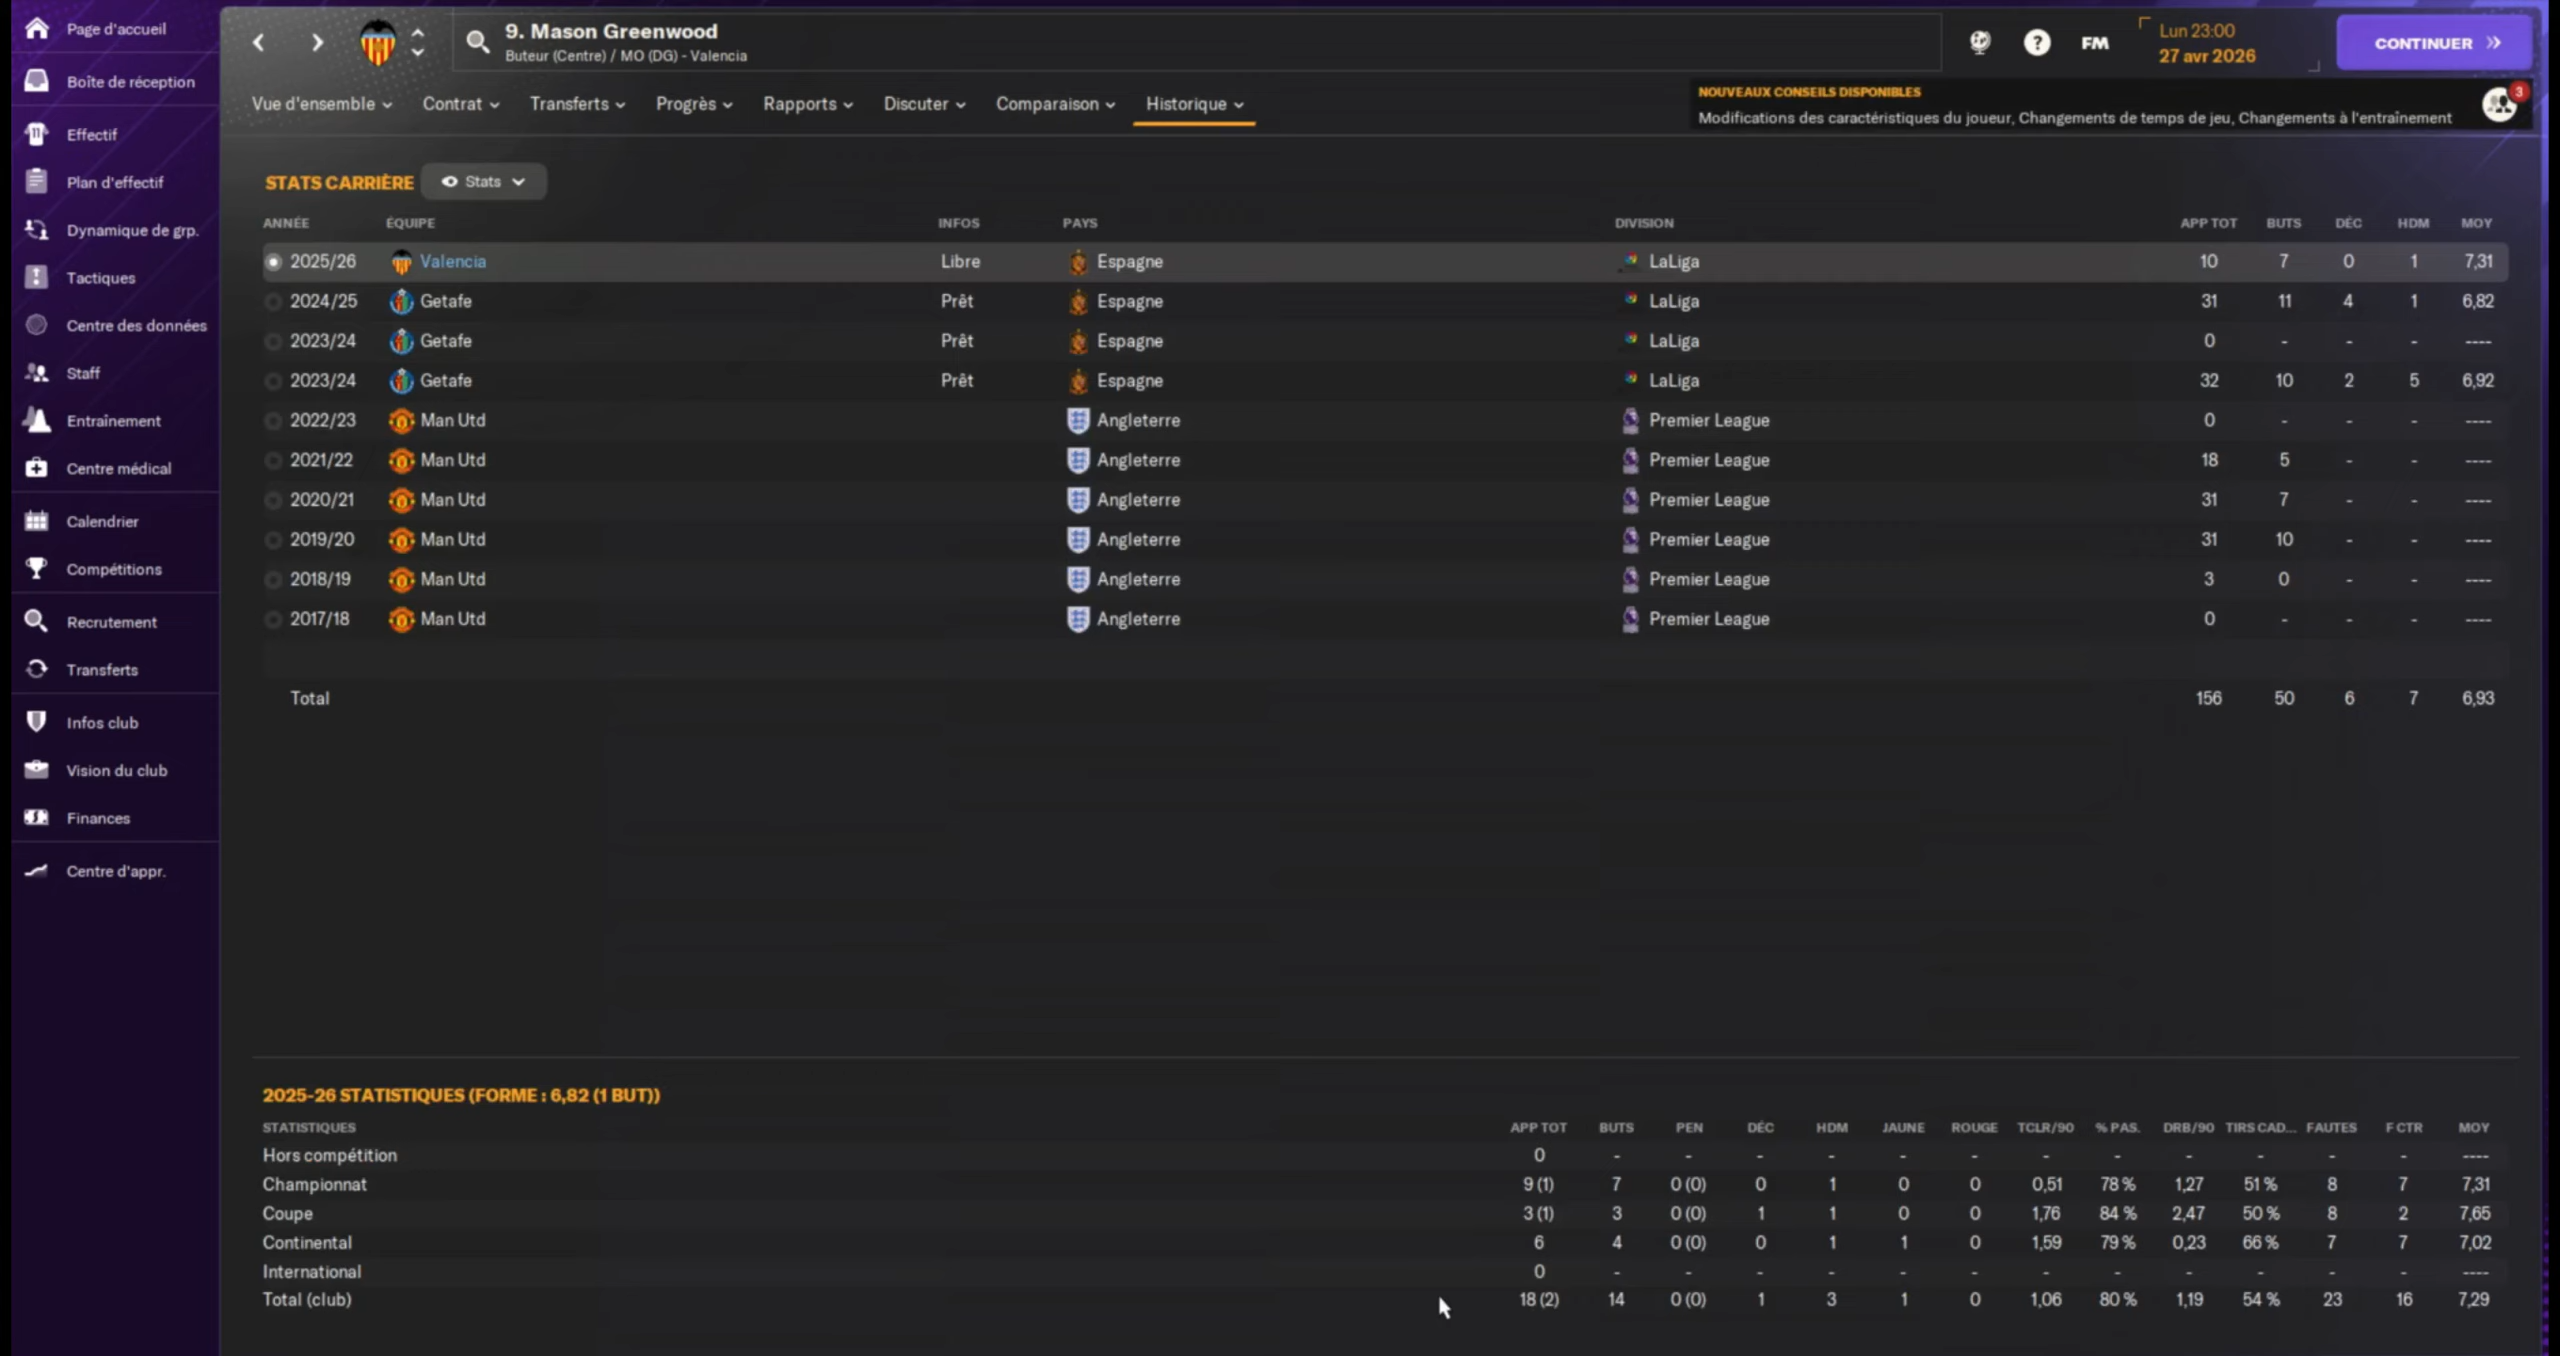 Page d'accueil
Boîte de réception
Effectif
Plan d'effectif
Dynamique de grp.
Tactiques
Centre des données
Staff
Entraînement
Centre médical
Calendrier
Compétitions
Recrutement
Transferts
Infos club
Vision du club
Finances
Centre d'appr.
9. Mason Greenwood
Buteur (Centre) / MO (DG) - Valencia
? FM
Lun 23:00
27 avr 2026
CONTINUER
Vue d'ensemble Contrat Transferts Progrès Rapports Discuter Comparaison Historique
NOUVEAUX CONSEILS DISPONIBLES
Modifications des caractéristiques du joueur, Changements de temps de jeu, Changements à l'entraînement
3
STATS CARRIÈRE Stats
ANNÉE ÉQUIPE INFOS PAYS DIVISION APP TOT BUTS DÉC HDM MOY
2025/26 Valencia Libre Espagne LaLiga 10 7 0 1 7,31
2024/25 Getafe Prêt Espagne LaLiga 31 11 4 1 6,82
2023/24 Getafe Prêt Espagne LaLiga 0 - - - ----
2023/24 Getafe Prêt Espagne LaLiga 32 10 2 5 6,92
2022/23 Man Utd Angleterre Premier League 0 - - - ----
2021/22 Man Utd Angleterre Premier League 18 5 - - ----
2020/21 Man Utd Angleterre Premier League 31 7 - - ----
2019/20 Man Utd Angleterre Premier League 31 10 - - ----
2018/19 Man Utd Angleterre Premier League 3 0 - - ----
2017/18 Man Utd Angleterre Premier League 0 - - - ----
Total 156 50 6 7 6,93
2025-26 STATISTIQUES (FORME : 6,82 (1 BUT))
STATISTIQUES APP TOT BUTS PEN DÉC HDM JAUNE ROUGE TCLR/90 % PAS. DRB/90 TIRS CAD... FAUTES F CTR MOY
Hors compétition 0 - - - - - - - - - - - - ----
Championnat 9 (1) 7 0 (0) 0 1 0 0 0,51 78 % 1,27 51 % 8 7 7,31
Coupe 3 (1) 3 0 (0) 1 1 0 0 1,76 84 % 2,47 50 % 8 2 7,65
Continental 6 4 0 (0) 0 1 1 0 1,59 79 % 0,23 66 % 7 7 7,02
International 0 - - - - - - - - - - - - ----
Total (club) 18 (2) 14 0 (0) 1 3 1 0 1,06 80 % 1,19 54 % 23 16 7,29